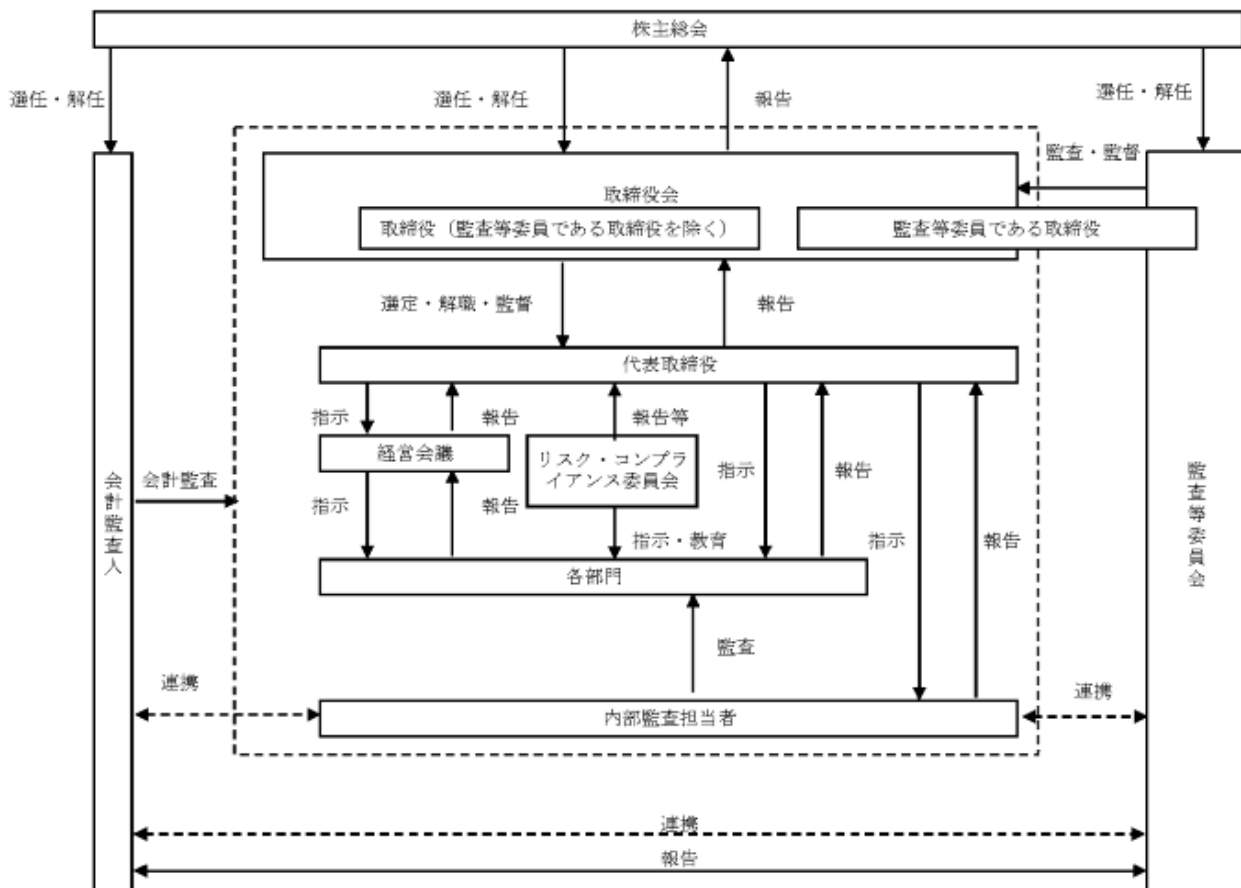 株主総会
選任・解任
選任・解任
報告
選任・解任
監査・監督
取締役会
取締役（監査等委員である取締役を除く）
監査等委員である取締役
選定・解職・監督
報告
代表取締役
指示
報告
報告等
経営会議
リスク・コンプラ
イアンス委員会
指示
報告
会計監査
指示
報告
指示・教育
指示
報告
会計監査人
監査等委員会
各部門
監査
連携
連携
内部監査担当者
連携
報告